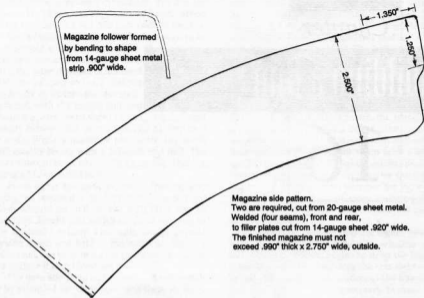 Magazine follower formed
by bending to shape
from 14-gauge sheet metal
strip .900" wide.
1.350"
1.250"
2.500"
Magazine side pattern.
Two are required, cut from 20-gauge sheet metal.
Welded (four seams), front and rear,
to filler plates cut from 14-gauge sheet .920" wide.
The finished magazine must not
exceed .990" thick x 2.750" wide, outside.